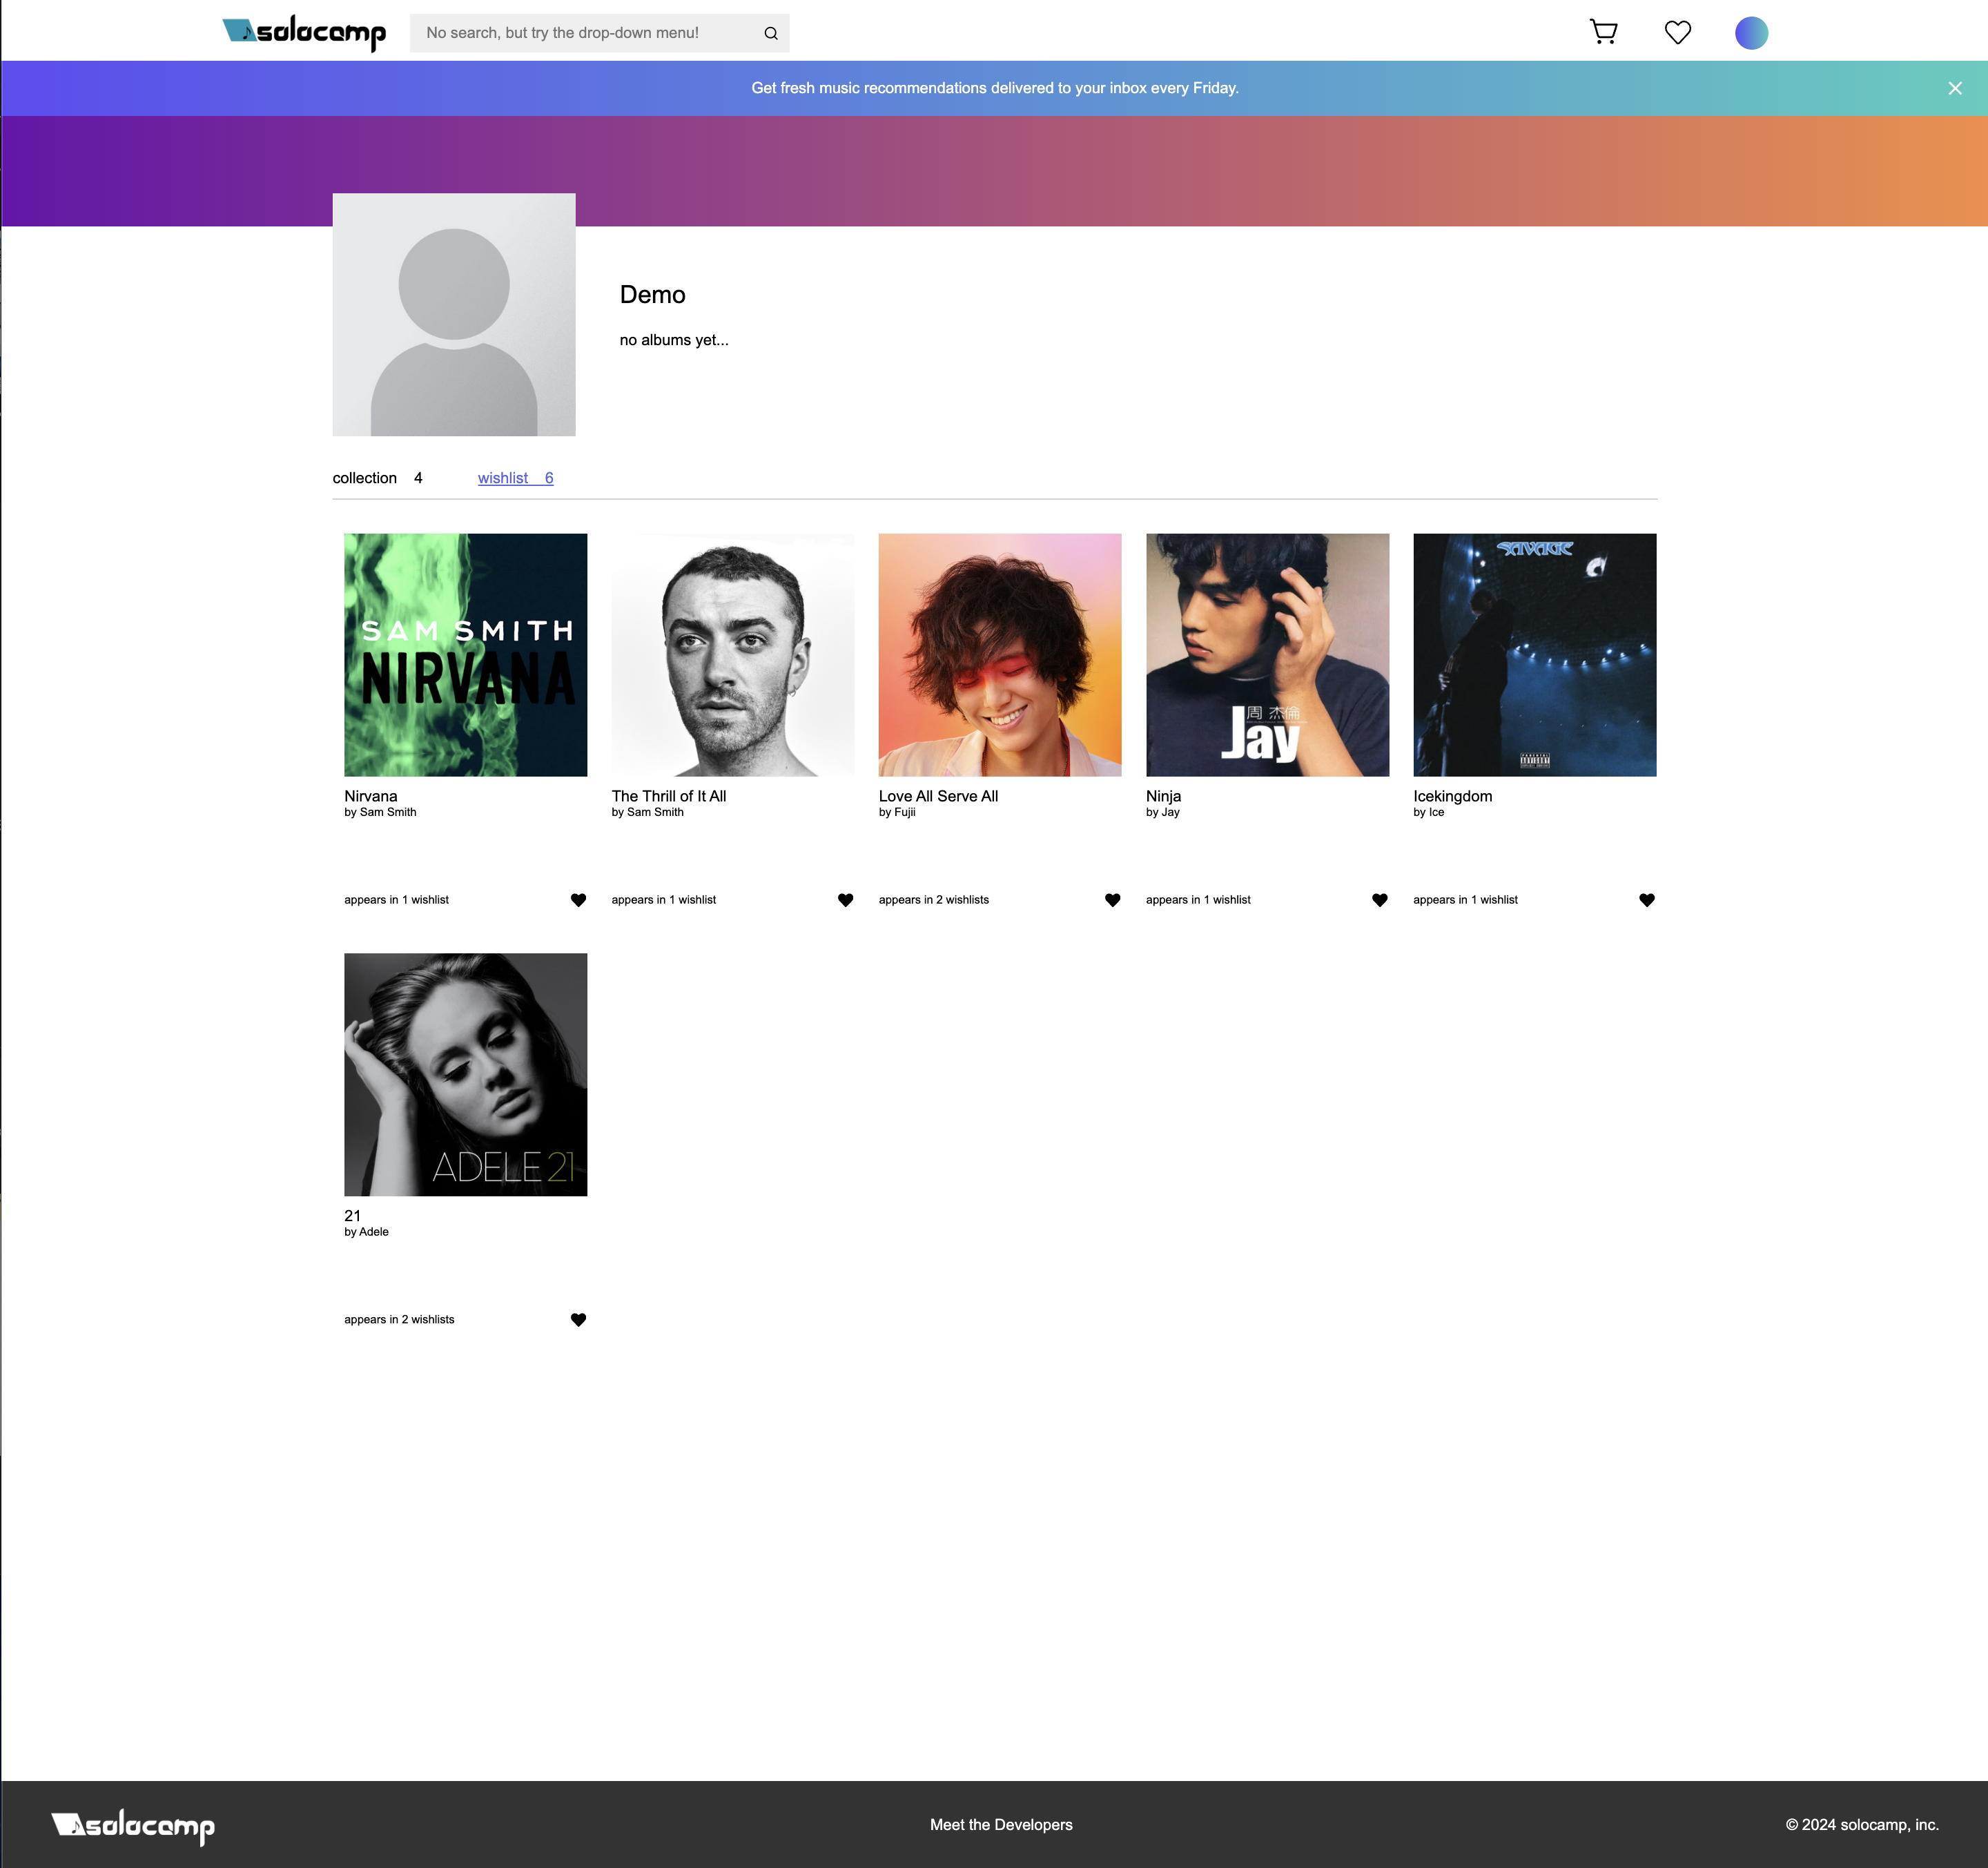 solocamp
No search, but try the drop-down menu!
Get fresh music recommendations delivered to your inbox every Friday.
Demo
no albums yet...
collection 4 wishlist 6
SAM SMITH
NIRVANA
周 杰倫
Jay
SAVAGE
Nirvana
by Sam Smith
The Thrill of It All
by Sam Smith
Love All Serve All
by Fujii
Ninja
by Jay
Icekingdom
by Ice
appears in 1 wishlist
appears in 1 wishlist
appears in 2 wishlists
appears in 1 wishlist
appears in 1 wishlist
ADELE 21
21
by Adele
appears in 2 wishlists
solocamp
Meet the Developers
© 2024 solocamp, inc.